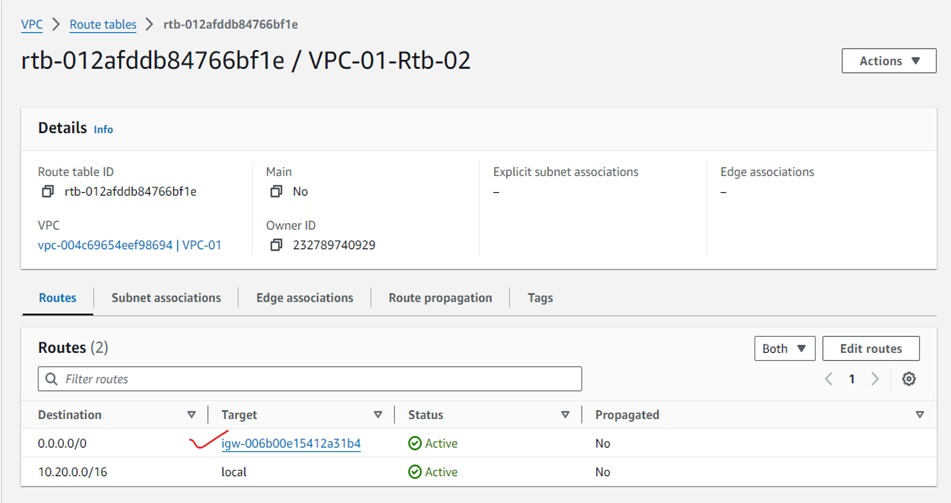 VPC > Route tables > rtb-012afddb84766bf1e
rtb-012afddb84766bf1e / VPC-01-Rtb-02
Actions
Details Info
Route table ID
rtb-012afddb84766bf1e
Main
No
Explicit subnet associations
–
Edge associations
–
VPC
vpc-004c69654eef98694 | VPC-01
Owner ID
232789740929
Routes
Subnet associations
Edge associations
Route propagation
Tags
Routes (2)
Both
Edit routes
Filter routes
1
Destination Target Status Propagated
0.0.0.0/0 igw-006b00e15412a31b4 Active No
10.20.0.0/16 local Active No